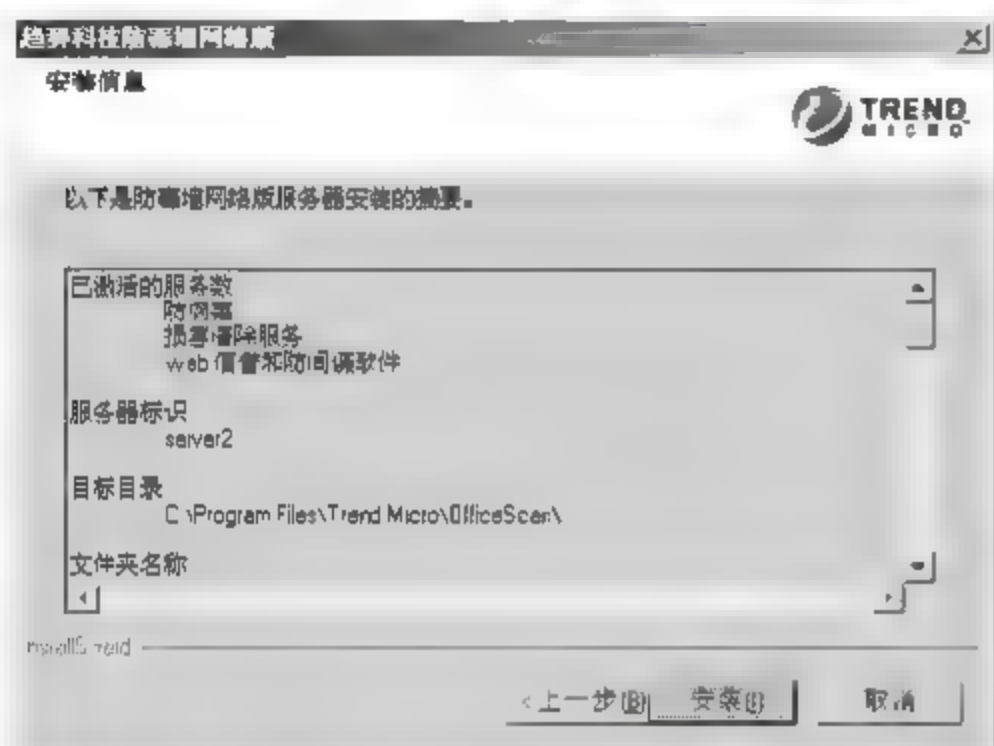 趋势科技防毒墙网络版
安装信息
TREND
MICRO
以下是防毒墙网络版服务器安装的摘要。
已激活的服务数
防病毒
损害清除服务
web信誉和防间谍软件
服务器标识
server2
目标目录
C:\Program Files\Trend Micro\OfficeScan\
文件夹名称
InstallShield
<上一步(B)
安装(I)
取消